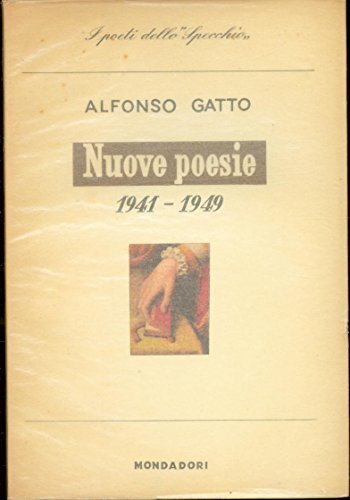 I poeti dello "Specchio"
ALFONSO GATTO
Nuove poesie
1941 - 1949
MONDADORI